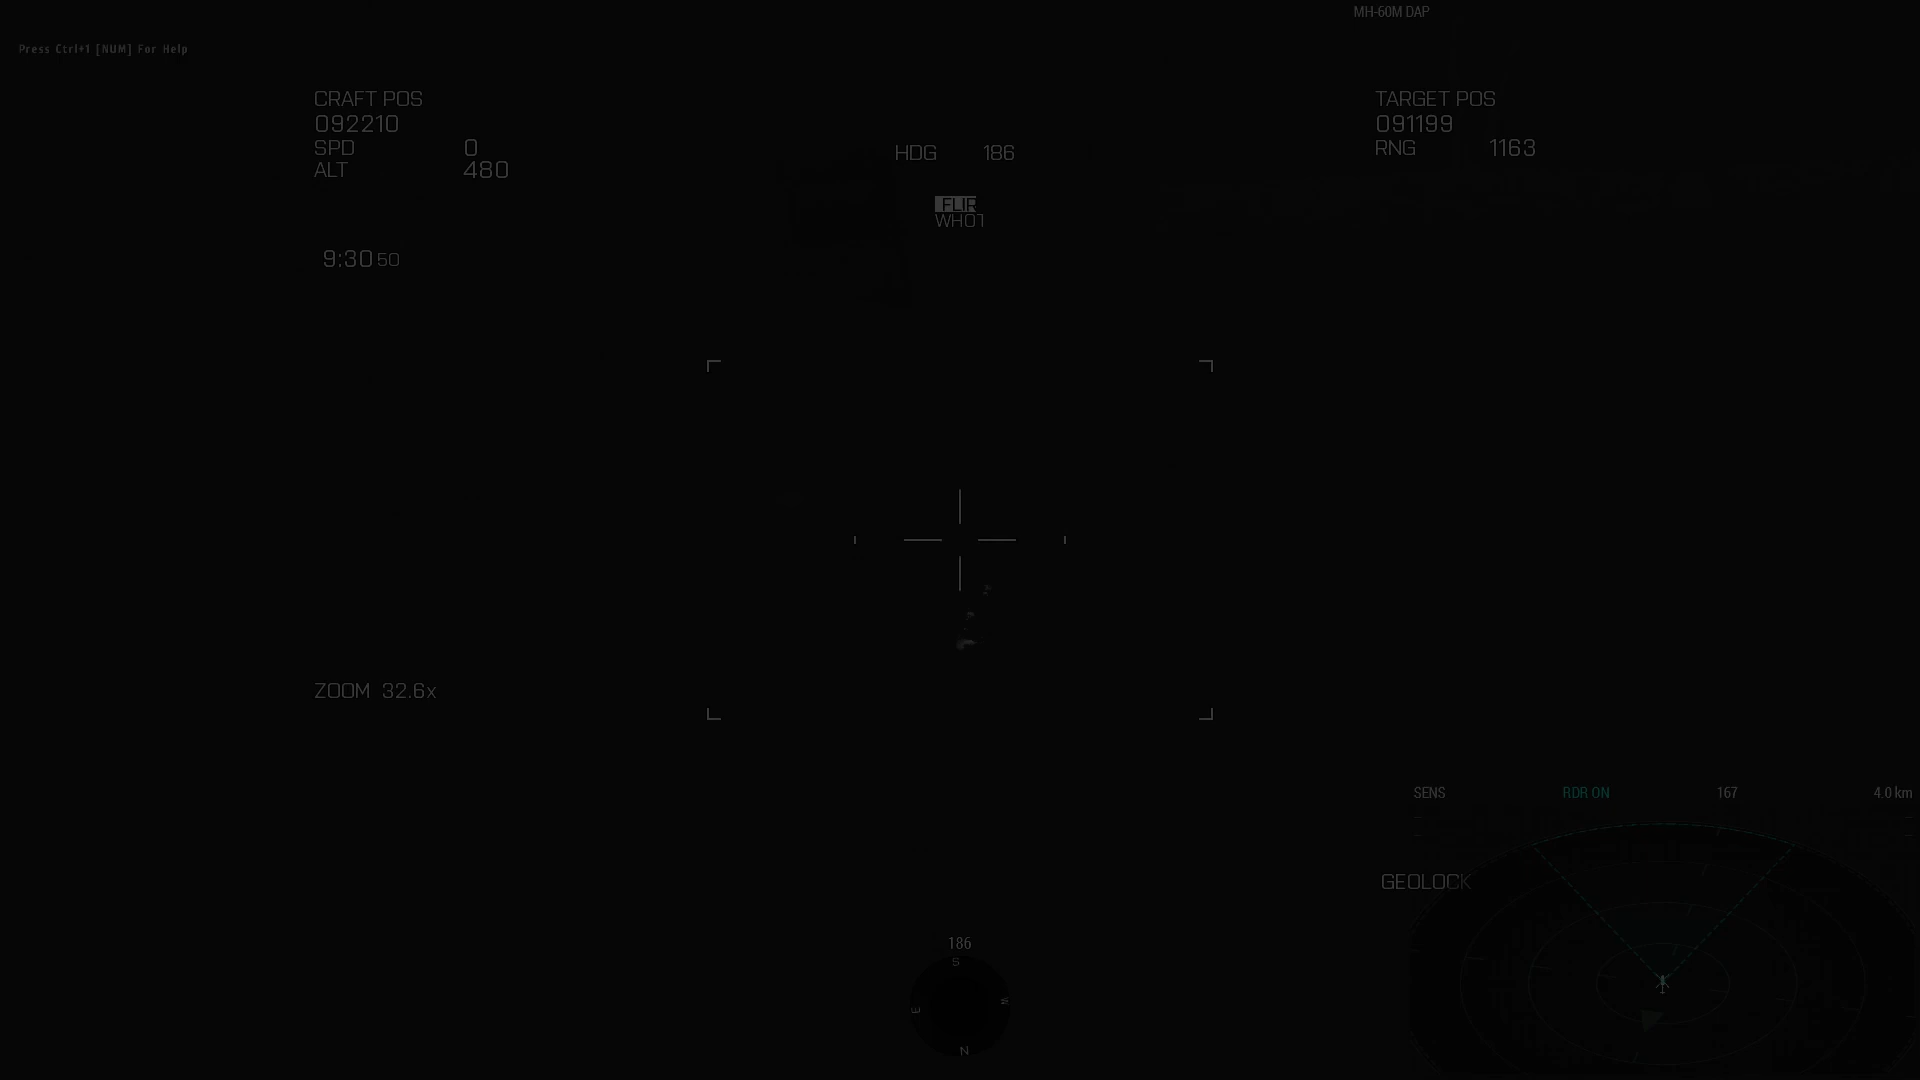 MH-60M DAP
Press Ctrl+1 [NUM] For Help
CRAFT POS
092210
SPD 0
ALT 480
HDG 186
TARGET POS
091199
RNG 1163
FLIR
WHOT
9:30 50
ZOOM 32.6x
SENS RDR ON 167 4.0 km
GEOLOCK
186
S
E W
N